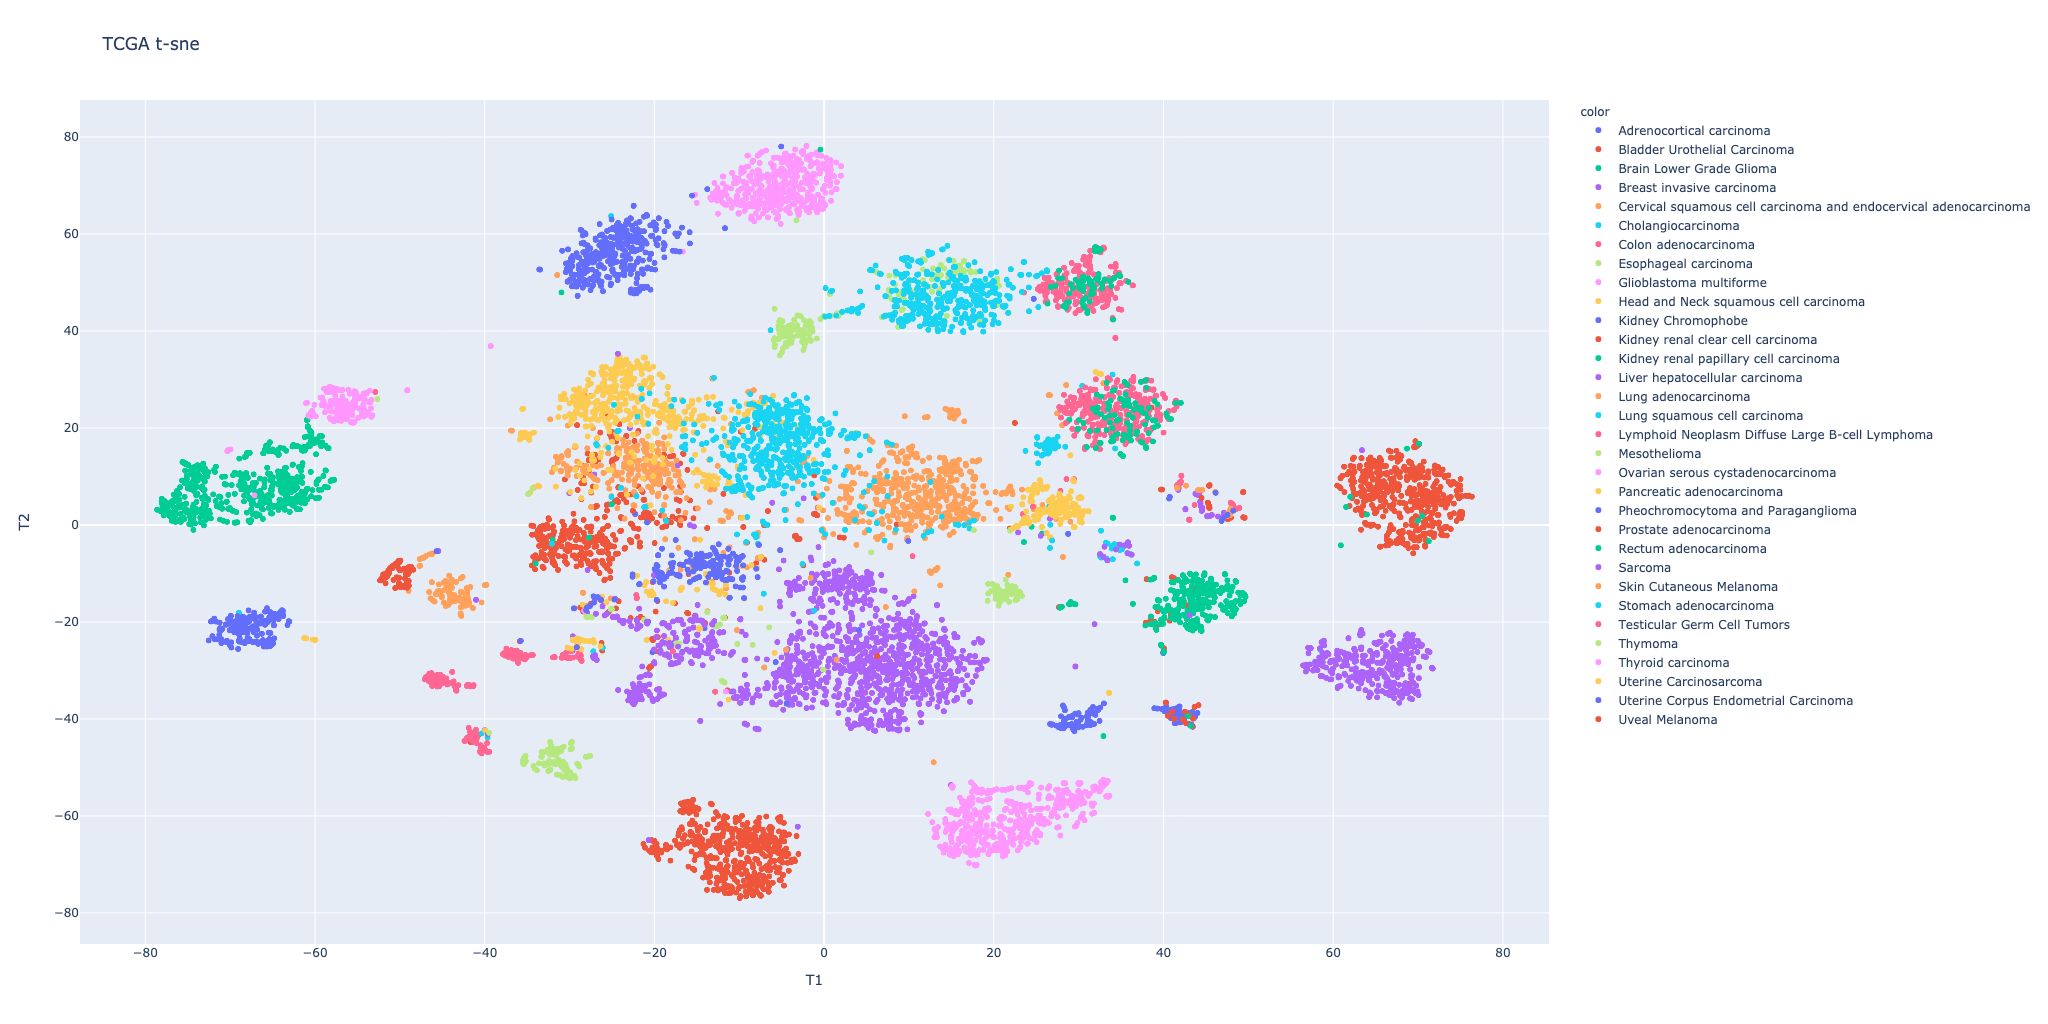 TCGA t-sne
color
Adrenocortical carcinoma
Bladder Urothelial Carcinoma
Brain Lower Grade Glioma
Breast invasive carcinoma
Cervical squamous cell carcinoma and endocervical adenocarcinoma
Cholangiocarcinoma
Colon adenocarcinoma
Esophageal carcinoma
Glioblastoma multiforme
Head and Neck squamous cell carcinoma
Kidney Chromophobe
Kidney renal clear cell carcinoma
Kidney renal papillary cell carcinoma
Liver hepatocellular carcinoma
Lung adenocarcinoma
Lung squamous cell carcinoma
Lymphoid Neoplasm Diffuse Large B-cell Lymphoma
Mesothelioma
Ovarian serous cystadenocarcinoma
Pancreatic adenocarcinoma
Pheochromocytoma and Paraganglioma
Prostate adenocarcinoma
Rectum adenocarcinoma
Sarcoma
Skin Cutaneous Melanoma
Stomach adenocarcinoma
Testicular Germ Cell Tumors
Thymoma
Thyroid carcinoma
Uterine Carcinosarcoma
Uterine Corpus Endometrial Carcinoma
Uveal Melanoma
80
60
40
20
0
−20
−40
−60
−80
T2
−80 −60 −40 −20 0 20 40 60 80
T1